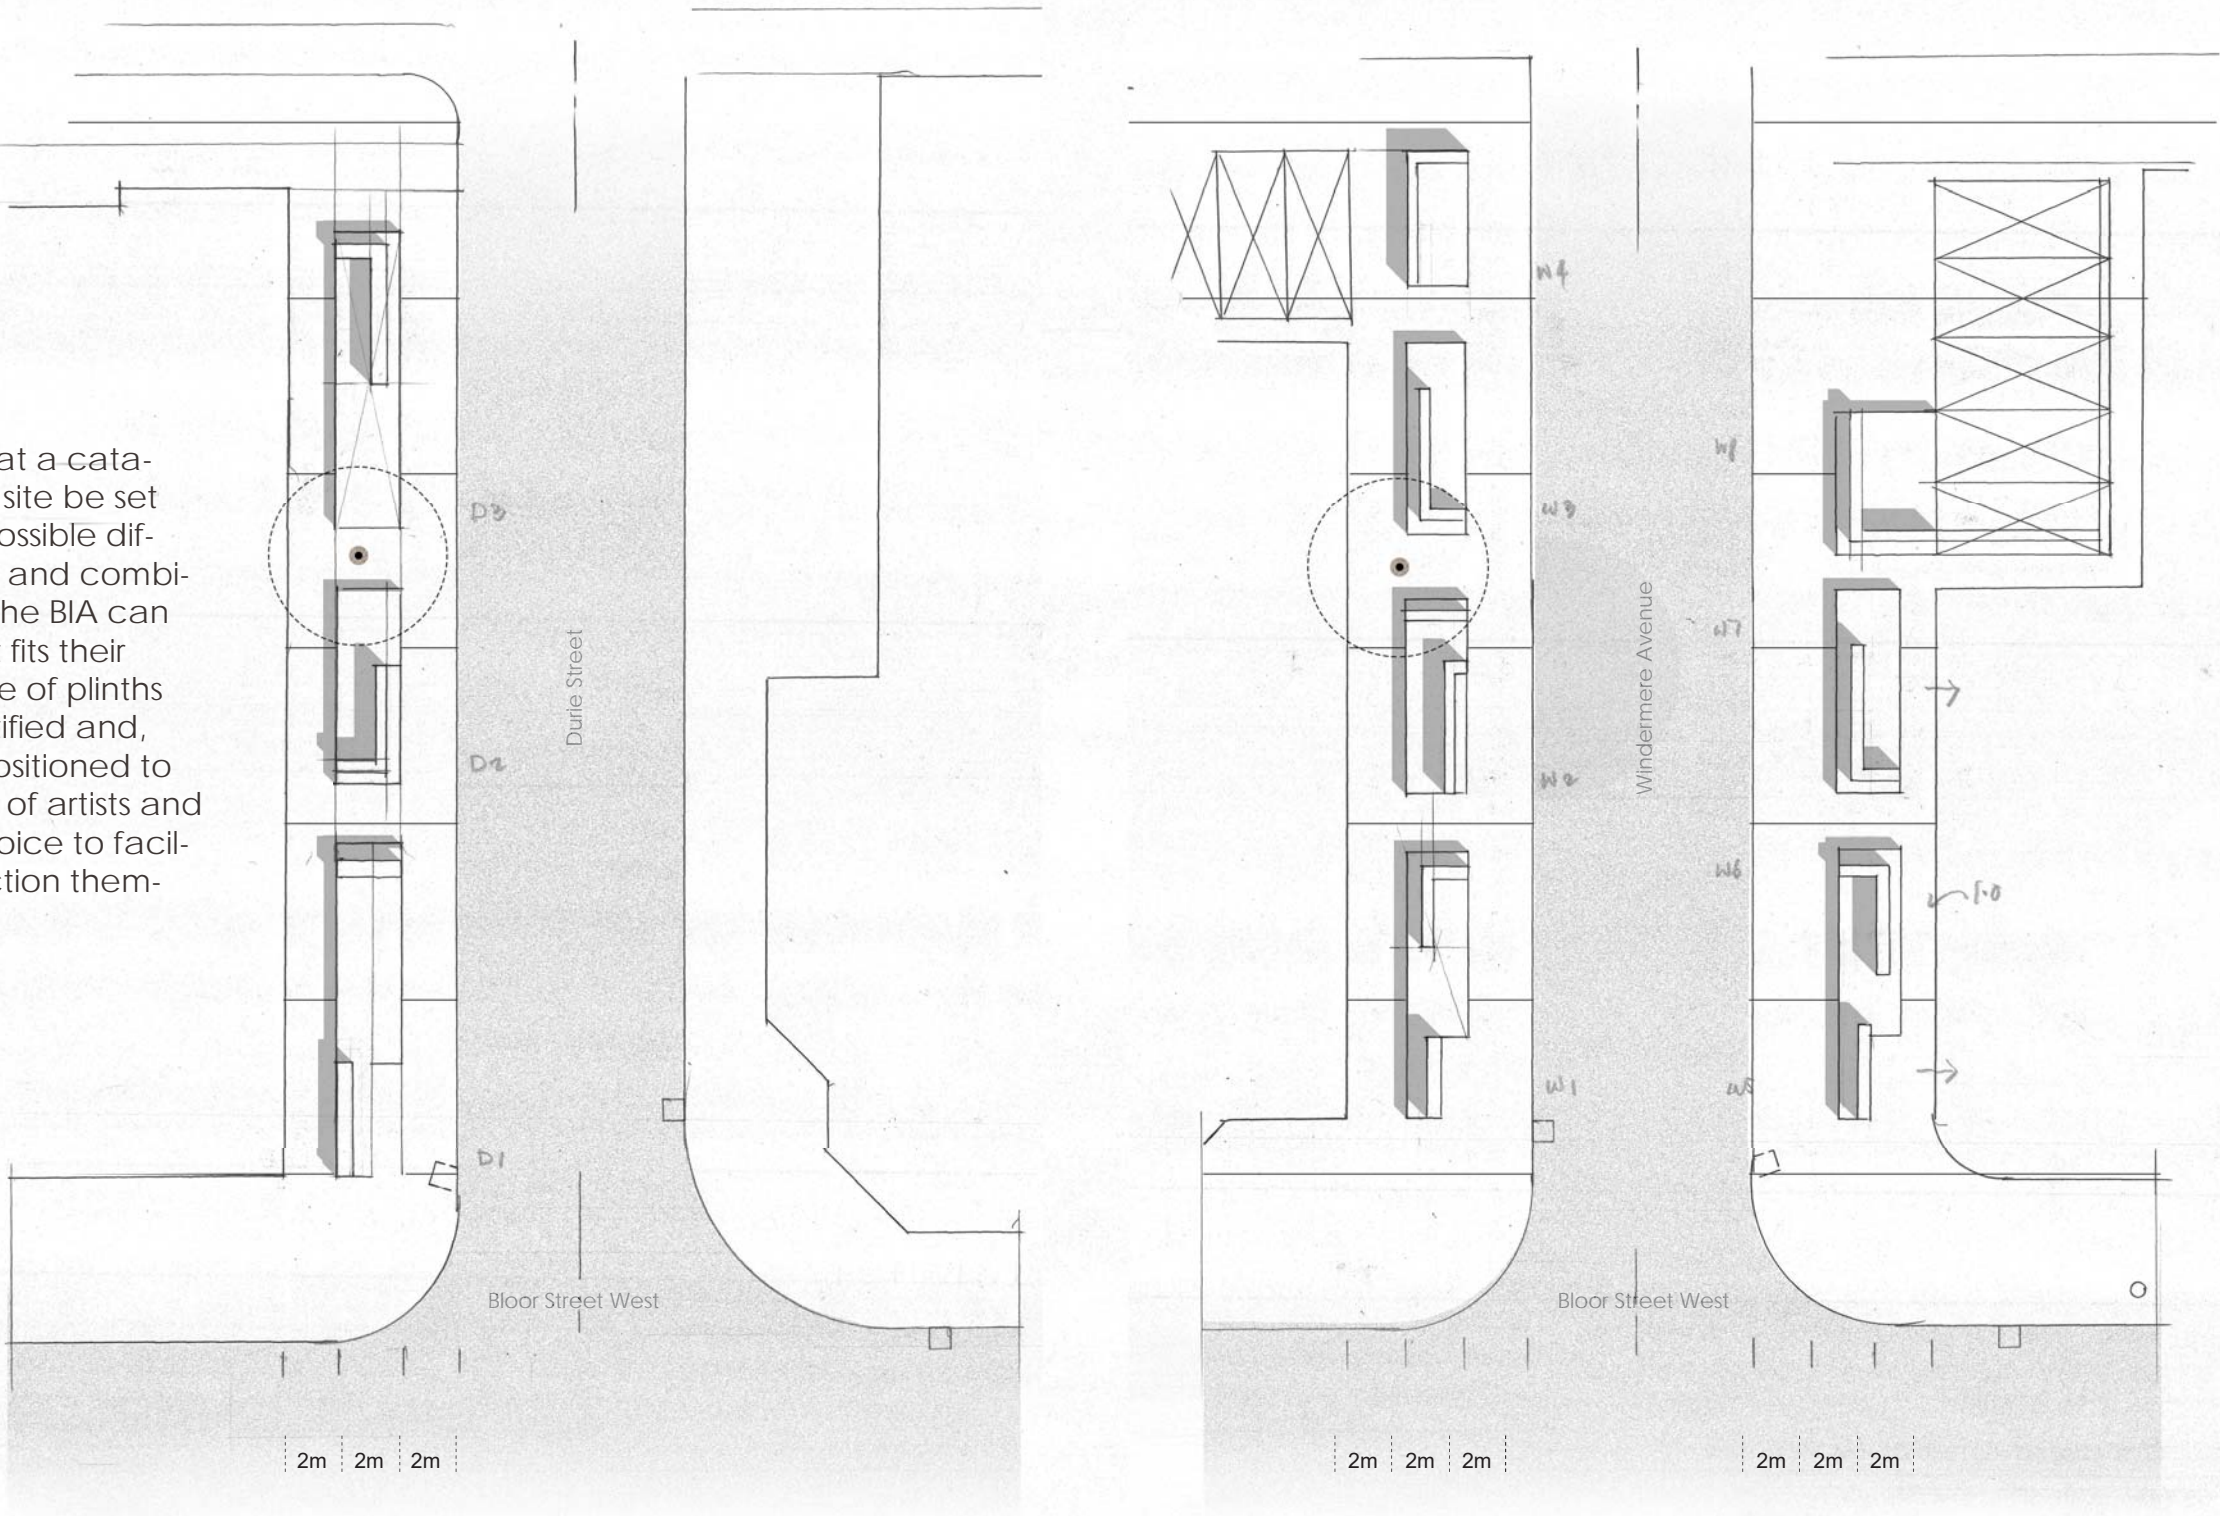 at a cata-
site be set
ossible dif-
and combi-
he BIA can
fits their
e of plinths
ified and,
ositioned to
of artists and
oice to facil-
ction them-
D3
D2
D1
Durie Street
Bloor Street West
2m 2m 2m
W4
W3
W2
W1
Windermere Avenue
W8
W7
W6
1.0
W5
Bloor Street West
2m 2m 2m
2m 2m 2m